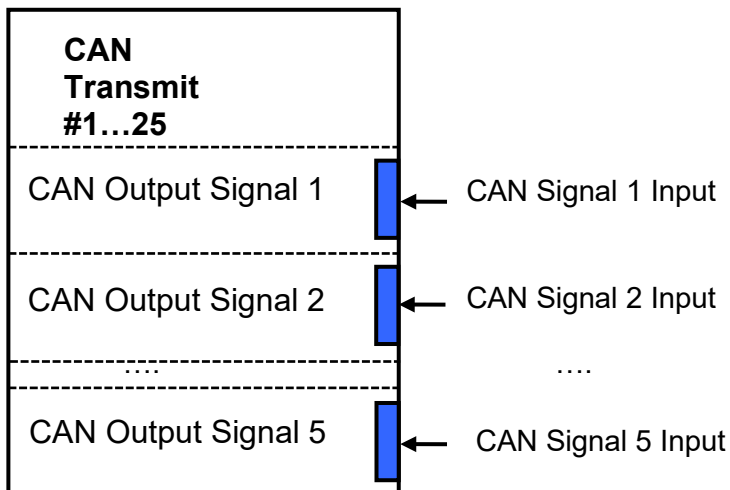 CAN
Transmit
#1…25
CAN Output Signal 1
CAN Signal 1 Input
CAN Output Signal 2
CAN Signal 2 Input
….
….
CAN Output Signal 5
CAN Signal 5 Input